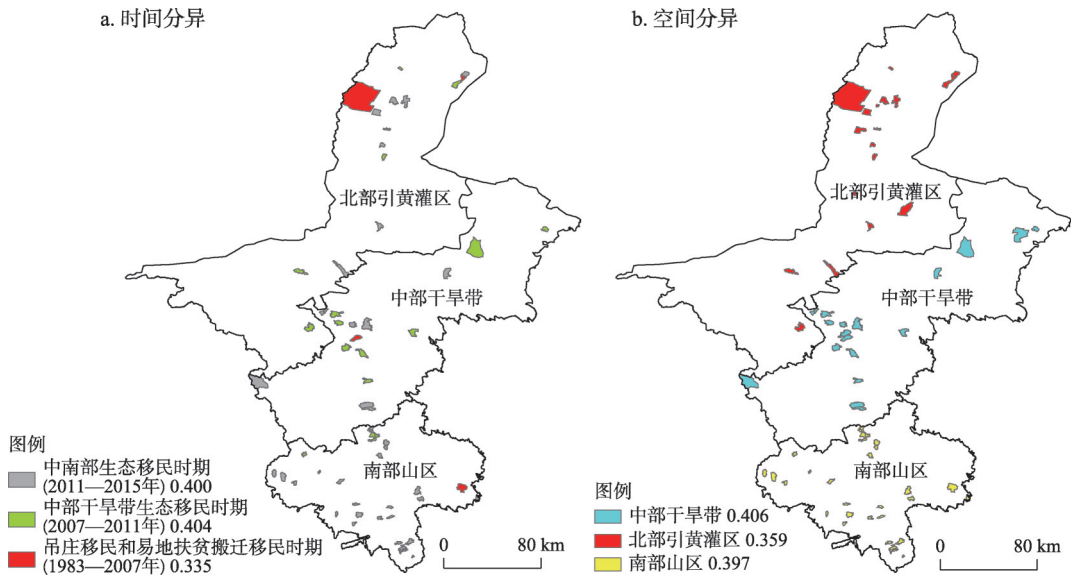 a. 时间分异
北部引黄灌区
中部干旱带
南部山区
图例
中南部生态移民时期
(2011—2015年) 0.400
中部干旱带生态移民时期
(2007—2011年) 0.404
吊庄移民和易地扶贫搬迁移民时期
(1983—2007年) 0.335
0 80 km
b. 空间分异
北部引黄灌区
中部干旱带
南部山区
图例
中部干旱带 0.406
北部引黄灌区 0.359
南部山区 0.397
0 80 km